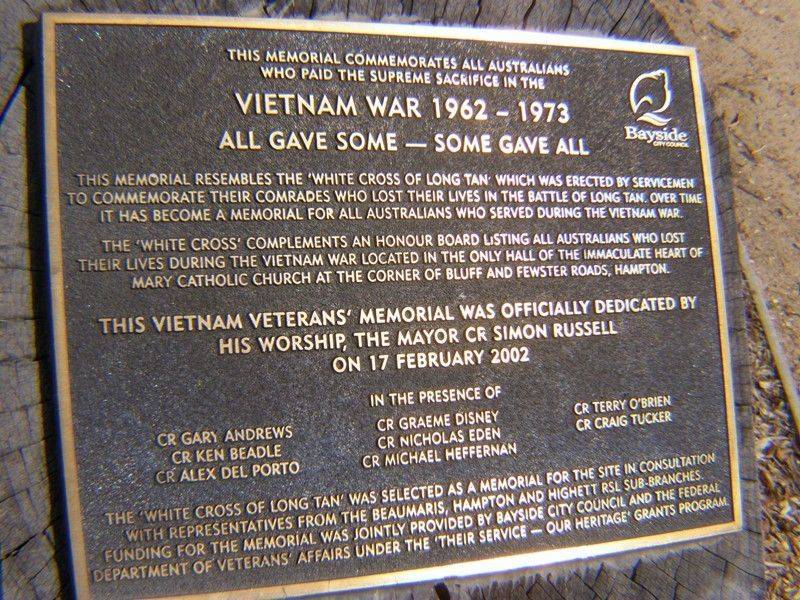 THIS MEMORIAL COMMEMORATES ALL AUSTRALIANS
WHO PAID THE SUPREME SACRIFICE IN THE
VIETNAM WAR 1962 – 1973
ALL GAVE SOME — SOME GAVE ALL
Bayside
CITY COUNCIL
THIS MEMORIAL RESEMBLES THE 'WHITE CROSS OF LONG TAN' WHICH WAS ERECTED BY SERVICEMEN
TO COMMEMORATE THEIR COMRADES WHO LOST THEIR LIVES IN THE BATTLE OF LONG TAN. OVER TIME
IT HAS BECOME A MEMORIAL FOR ALL AUSTRALIANS WHO SERVED DURING THE VIETNAM WAR.
THE 'WHITE CROSS' COMPLEMENTS AN HONOUR BOARD LISTING ALL AUSTRALIANS WHO LOST
THEIR LIVES DURING THE VIETNAM WAR LOCATED IN THE ONLY HALL OF THE IMMACULATE HEART OF
MARY CATHOLIC CHURCH AT THE CORNER OF BLUFF AND FEWSTER ROADS, HAMPTON.
THIS VIETNAM VETERANS' MEMORIAL WAS OFFICIALLY DEDICATED BY
HIS WORSHIP, THE MAYOR CR SIMON RUSSELL
ON 17 FEBRUARY 2002
IN THE PRESENCE OF
CR GARY ANDREWS
CR KEN BEADLE
CR ALEX DEL PORTO
CR GRAEME DISNEY
CR NICHOLAS EDEN
CR MICHAEL HEFFERNAN
CR TERRY O'BRIEN
CR CRAIG TUCKER
THE 'WHITE CROSS OF LONG TAN' WAS SELECTED AS A MEMORIAL FOR THE SITE IN CONSULTATION
WITH REPRESENTATIVES FROM THE BEAUMARIS, HAMPTON AND HIGHETT RSL SUB-BRANCHES.
FUNDING FOR THE MEMORIAL WAS JOINTLY PROVIDED BY BAYSIDE CITY COUNCIL AND THE FEDERAL
DEPARTMENT OF VETERANS' AFFAIRS UNDER THE 'THEIR SERVICE — OUR HERITAGE' GRANTS PROGRAM.